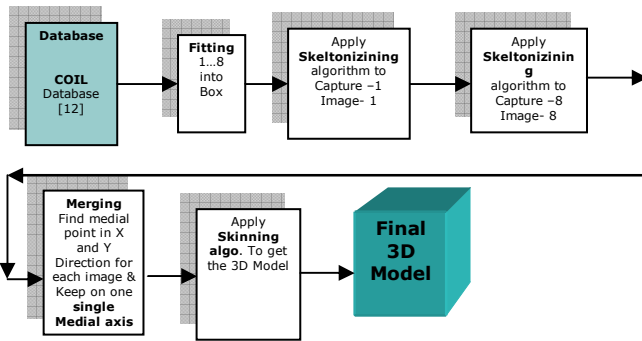 Database
COIL
Database
[12]
Fitting
1...8
into
Box
Apply
Skeltonizining
algorithm to
Capture –1
Image- 1
Apply
Skeltonizinin
g
algorithm to
Capture –8
Image- 8
Merging
Find medial
point in X
and Y
Direction for
each image &
Keep on one
single
Medial axis
Apply
Skinning
algo. To get
the 3D Model
Final
3D
Model